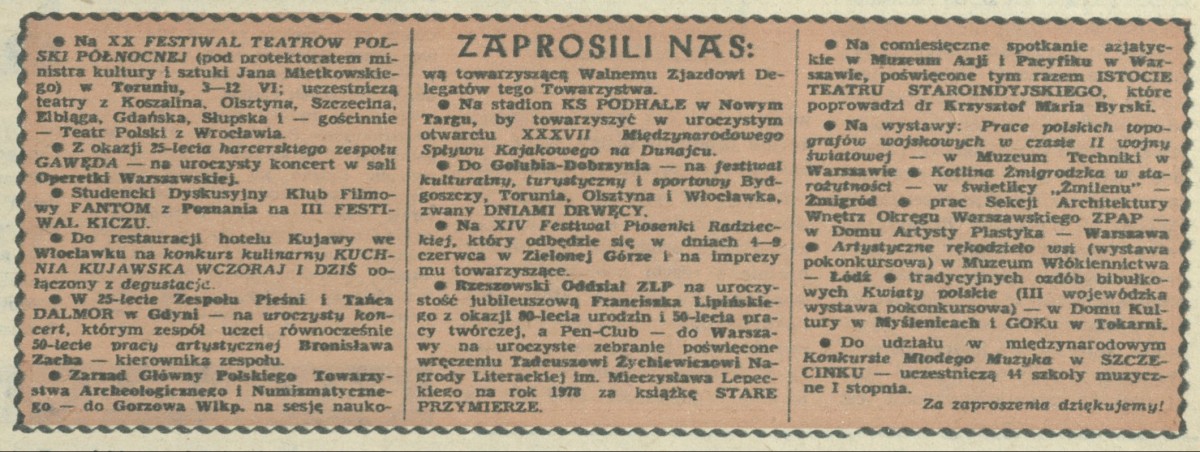 ● Na XX FESTIWAL TEATRÓW POL-
SKI PÓŁNOCNEJ (pod protektoratem mi-
nistra kultury i sztuki Jana Mietkowskie-
go) w Toruniu, 3—12 VI; uczestniczą
teatry z Koszalina, Olsztyna, Szczecina,
Elbląga, Gdańska, Słupska i — gościnnie
— Teatr Polski z Wrocławia.
● Z okazji 25-lecia harcerskiego zespołu
GAWĘDA — na uroczysty koncert w sali
Operetki Warszawskiej.
● Studencki Dyskusyjny Klub Filmo-
wy FANTOM z Poznania na III FESTI-
WAL KICZU.
● Do restauracji hotelu Kujawy we
Włocławku na konkurs kulinarny KUCH-
NIA KUJAWSKA WCZORAJ I DZIŚ po-
łączony z degustacją.
● W 25-lecie Zespołu Pieśni i Tańca
DALMOR w Gdyni — na uroczysty kon-
cert, którym zespół uczci równocześnie
50-lecie pracy artystycznej Bronisława
Zacha — kierownika zespołu.
● Zarząd Główny Polskiego Towarzy-
stwa Archeologicznego i Numizmatyczne-
go — do Gorzowa Wlkp. na sesję nauko-
ZAPROSILI NAS:
wą towarzyszącą Walnemu Zjazdowi De-
legatów tego Towarzystwa.
● Na stadion KS PODHALE w Nowym
Targu, by towarzyszyć w uroczystym
otwarciu XXXVII Międzynarodowego
Spływu Kajakowego na Dunajcu.
● Do Golubia-Dobrzynia — na festiwal
kulturalny, turystyczny i sportowy Byd-
goszczy, Torunia, Olsztyna i Włocławka,
zwany DNIAMI DRWĘCY.
● Na XIV Festiwal Piosenki Radziec-
kiej, który odbędzie się w dniach 4—9
czerwca w Zielonej Górze i na imprezy
mu towarzyszące.
● Rzeszowski Oddział ZLP na uroczy-
stość jubileuszową Franciszka Lipińskie-
go z okazji 80-lecia urodzin i 50-lecia pra-
cy twórczej, a Pen-Club — do Warsza-
wy na uroczyste zebranie poświęcone
wręczeniu Tadeuszowi Żychiewiczowi Na-
grody Literackiej im. Mieczysława Lepec-
kiego na rok 1978 za książkę STARE
PRZYMIERZE.
● Na comiesięczne spotkanie azjatyc-
kie w Muzeum Azji i Pacyfiku w War-
szawie, poświęcone tym razem ISTOCIE
TEATRU STAROINDYJSKIEGO, które
poprowadzi dr Krzysztof Maria Byrski.
● Na wystawy: Prace polskich topo-
grafów wojskowych w czasie II wojny
światowej — w Muzeum Techniki w
Warszawie ● Kotlina Żmigrodzka w sta-
rożytności — w świetlicy „Żmilenu” —
Żmigród ● prac Sekcji Architektury
Wnętrz Okręgu Warszawskiego ZPAP —
w Domu Artysty Plastyka — Warszawa
● Artystyczne rękodzieło wsi (wystawa
pokonkursowa) w Muzeum Włókiennictwa
— Łódź ● tradycyjnych ozdób bibułko-
wych Kwiaty polskie (III wojewódzka
wystawa pokonkursowa) — w Domu Kul-
tury w Myślenicach i GOKu w Tokarni.
● Do udziału w międzynarodowym
Konkursie Młodego Muzyka w SZCZE-
CINKU — uczestniczą 44 szkoły muzycz-
ne I stopnia.
Za zaproszenia dziękujemy!